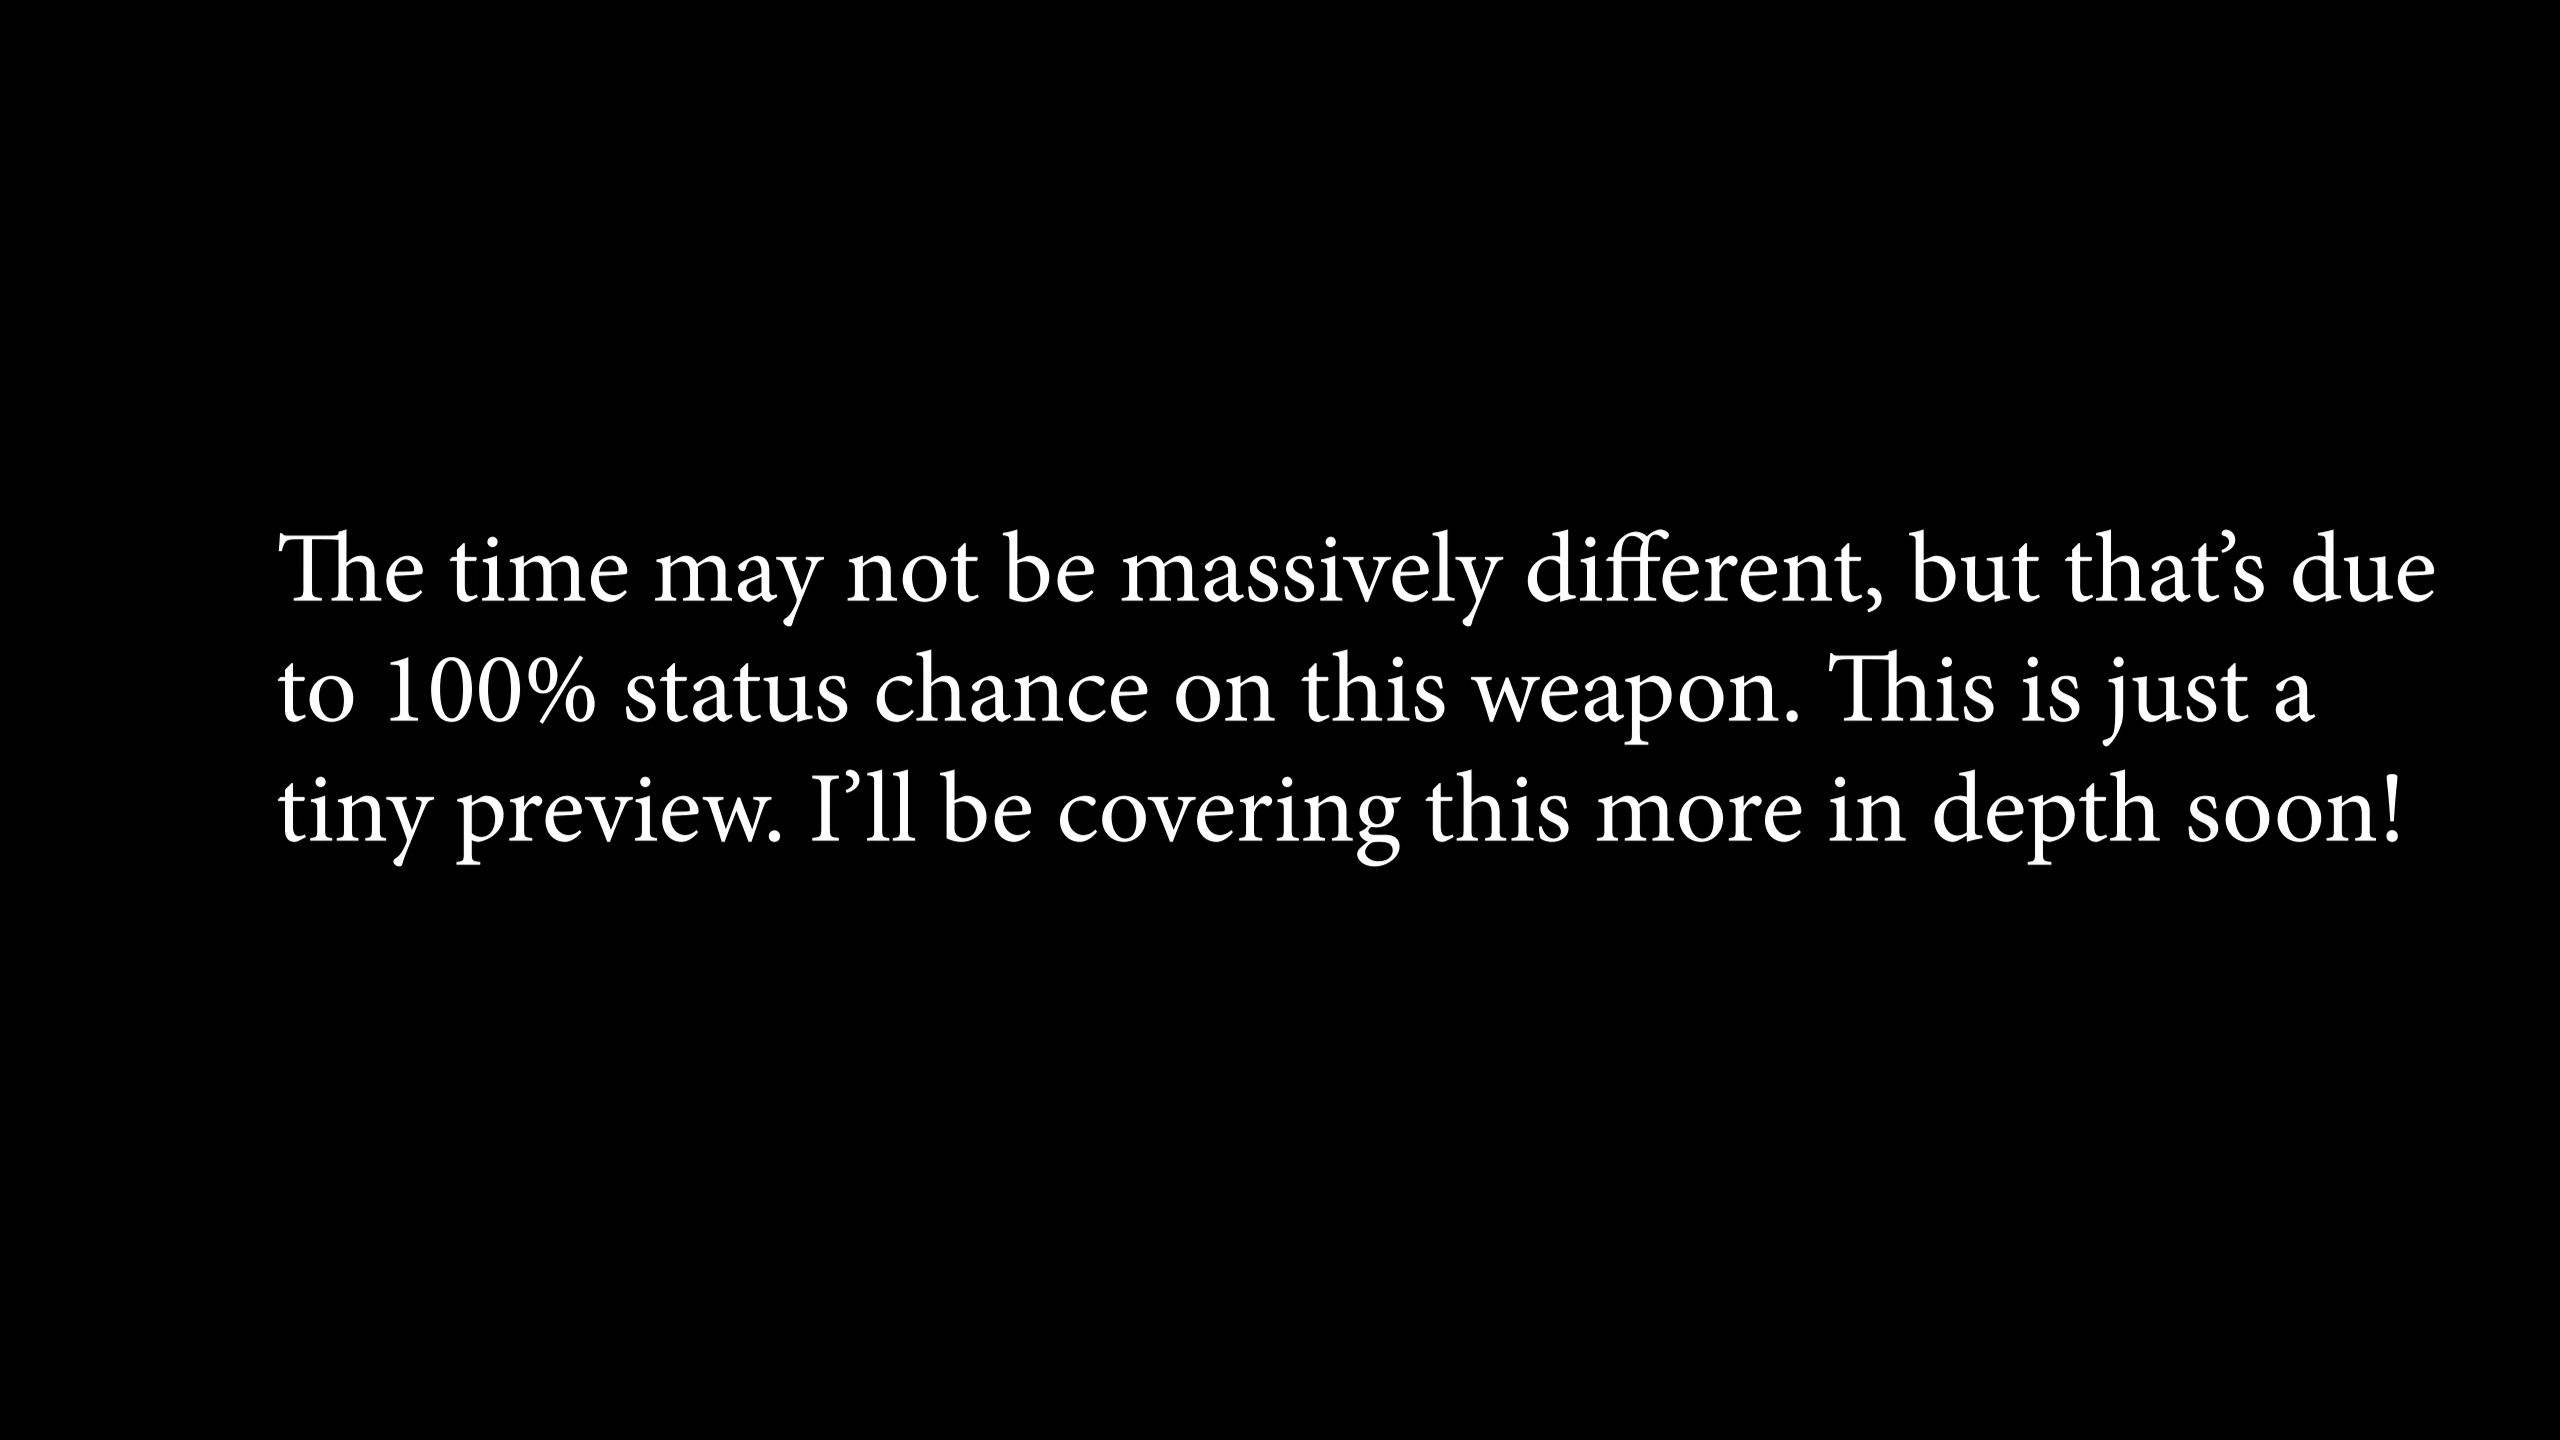 The time may not be massively different, but that’s due
to 100% status chance on this weapon. This is just a
tiny preview. I’ll be covering this more in depth soon!